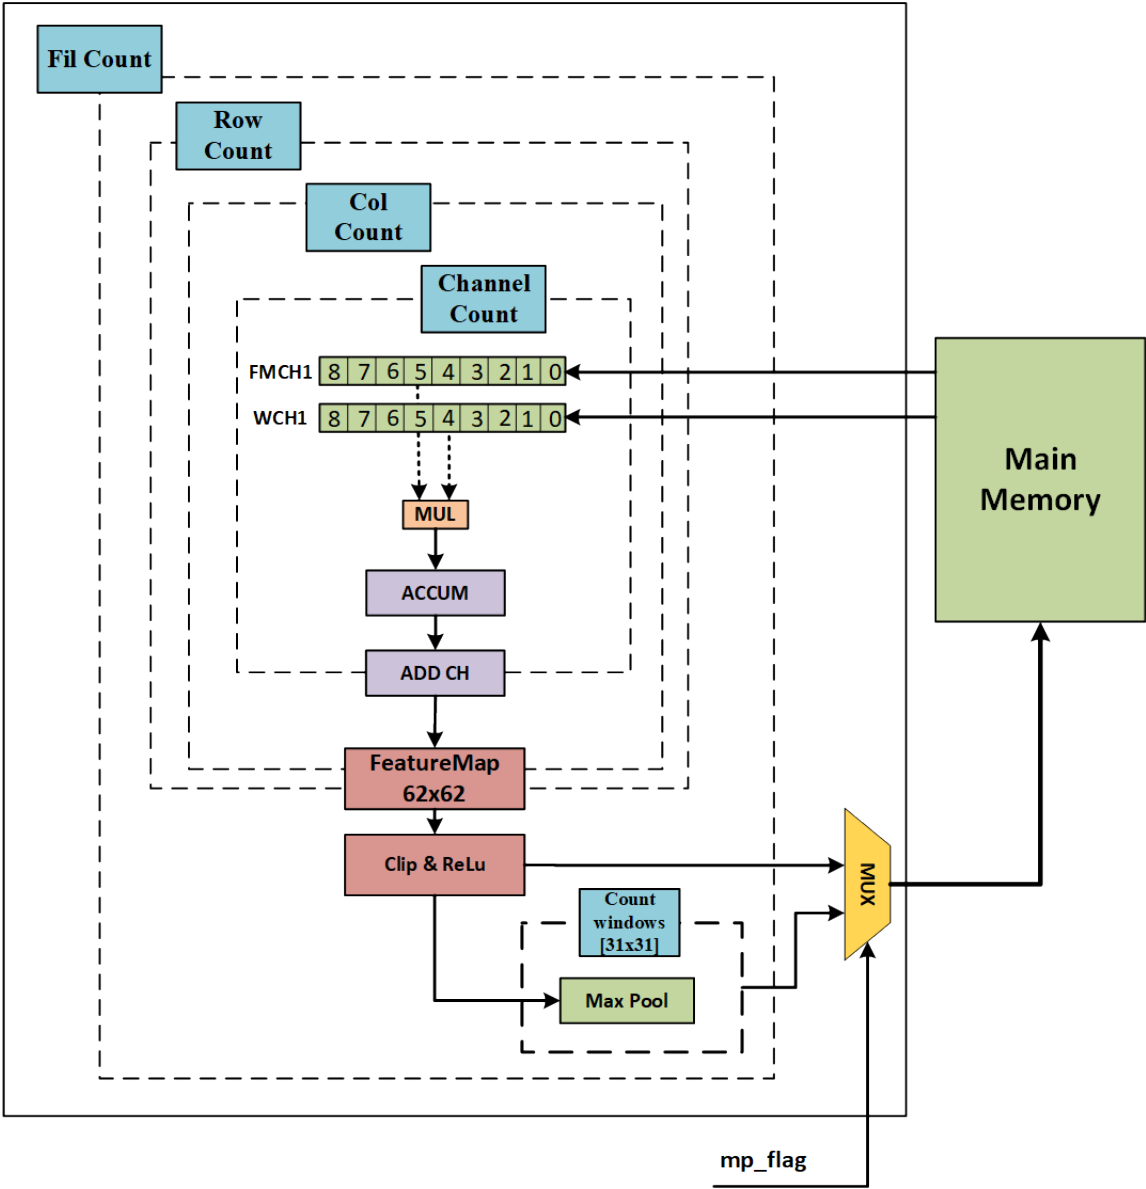 Fil Count
Row
Count
Col
Count
Channel
Count
FMCH1 8 7 6 5 4 3 2 1 0
WCH1 8 7 6 5 4 3 2 1 0
Main
Memory
MUL
ACCUM
ADD CH
FeatureMap
62x62
Clip & ReLu
MUX
Count
windows
[31x31]
Max Pool
mp_flag